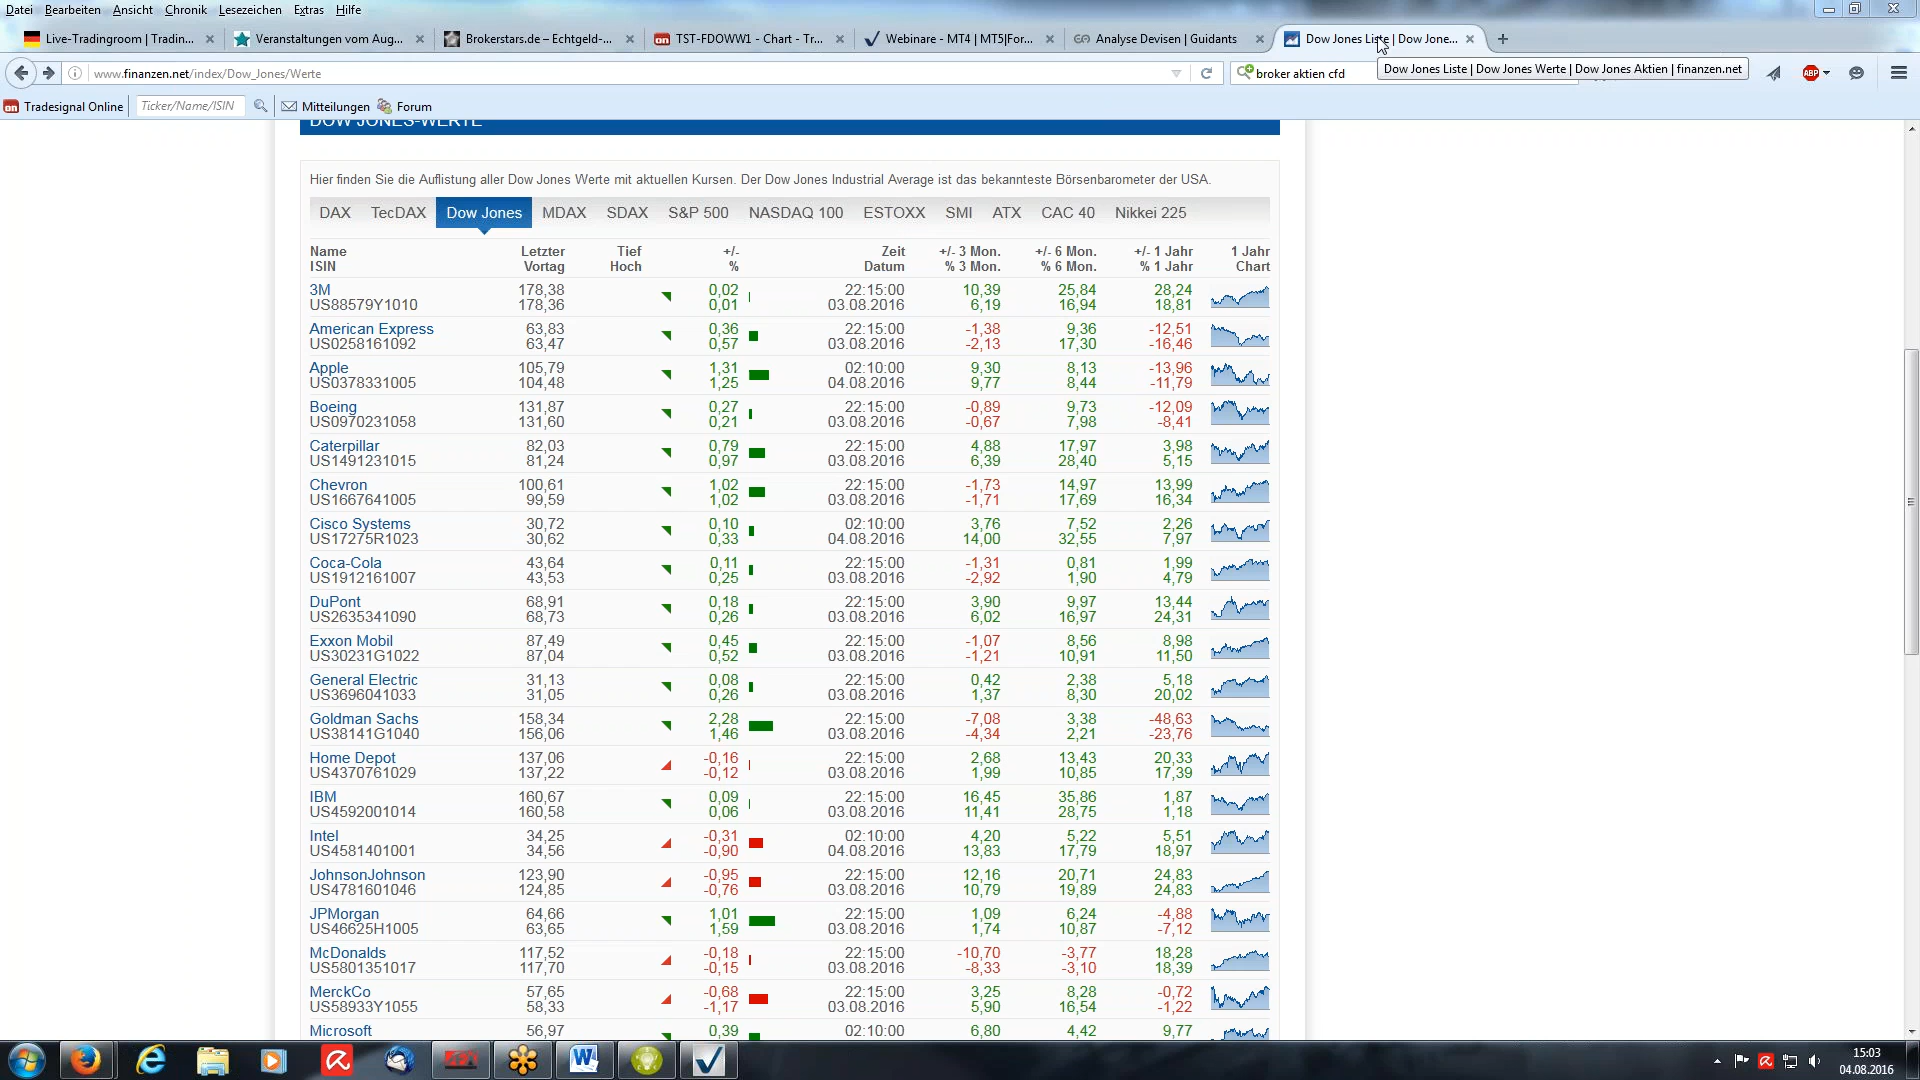 Datei Bearbeiten Ansicht Chronik Lesezeichen Extras Hilfe
Live-Tradingroom | Tradin... Veranstaltungen vom Aug... Brokerstars.de – Echtgeld-... TST-FDOWW1 - Chart - Tr... Webinare - MT4 | MT5|For... Analyse Devisen | Guidants Dow Jones Liste | Dow Jone...
www.finanzen.net/index/Dow_Jones/Werte broker aktien cfd ABP
Dow Jones Liste | Dow Jones Werte | Dow Jones Aktien | finanzen.net
Tradesignal Online Ticker/Name/ISIN Mitteilungen Forum
DOW JONES-WERTE
Hier finden Sie die Auflistung aller Dow Jones Werte mit aktuellen Kursen. Der Dow Jones Industrial Average ist das bekannteste Börsenbarometer der USA.
DAX TecDAX Dow Jones MDAX SDAX S&P 500 NASDAQ 100 ESTOXX SMI ATX CAC 40 Nikkei 225
Name Letzter Tief +/- Zeit +/- 3 Mon. +/- 6 Mon. +/- 1 Jahr 1 Jahr
ISIN Vortag Hoch % Datum % 3 Mon. % 6 Mon. % 1 Jahr Chart
3M 178,38 0,02 22:15:00 10,39 25,84 28,24
US88579Y1010 178,36 0,01 03.08.2016 6,19 16,94 18,81
American Express 63,83 0,36 22:15:00 -1,38 9,36 -12,51
US0258161092 63,47 0,57 03.08.2016 -2,13 17,30 -16,46
Apple 105,79 1,31 02:10:00 9,30 8,13 -13,96
US0378331005 104,48 1,25 04.08.2016 9,77 8,44 -11,79
Boeing 131,87 0,27 22:15:00 -0,89 9,73 -12,09
US0970231058 131,60 0,21 03.08.2016 -0,67 7,98 -8,41
Caterpillar 82,03 0,79 22:15:00 4,88 17,97 3,98
US1491231015 81,24 0,97 03.08.2016 6,39 28,40 5,15
Chevron 100,61 1,02 22:15:00 -1,73 14,97 13,99
US1667641005 99,59 1,02 03.08.2016 -1,71 17,69 16,34
Cisco Systems 30,72 0,10 02:10:00 3,76 7,52 2,26
US17275R1023 30,62 0,33 04.08.2016 14,00 32,55 7,97
Coca-Cola 43,64 0,11 22:15:00 -1,31 0,81 1,99
US1912161007 43,53 0,25 03.08.2016 -2,92 1,90 4,79
DuPont 68,91 0,18 22:15:00 3,90 9,97 13,44
US2635341090 68,73 0,26 03.08.2016 6,02 16,97 24,31
Exxon Mobil 87,49 0,45 22:15:00 -1,07 8,56 8,98
US30231G1022 87,04 0,52 03.08.2016 -1,21 10,91 11,50
General Electric 31,13 0,08 22:15:00 0,42 2,38 5,18
US3696041033 31,05 0,26 03.08.2016 1,37 8,30 20,02
Goldman Sachs 158,34 2,28 22:15:00 -7,08 3,38 -48,63
US38141G1040 156,06 1,46 03.08.2016 -4,34 2,21 -23,76
Home Depot 137,06 -0,16 22:15:00 2,68 13,43 20,33
US4370761029 137,22 -0,12 03.08.2016 1,99 10,85 17,39
IBM 160,67 0,09 22:15:00 16,45 35,86 1,87
US4592001014 160,58 0,06 03.08.2016 11,41 28,75 1,18
Intel 34,25 -0,31 02:10:00 4,20 5,22 5,51
US4581401001 34,56 -0,90 04.08.2016 13,83 17,79 18,97
JohnsonJohnson 123,90 -0,95 22:15:00 12,16 20,71 24,83
US4781601046 124,85 -0,76 03.08.2016 10,79 19,89 24,83
JPMorgan 64,66 1,01 22:15:00 1,09 6,24 -4,88
US46625H1005 63,65 1,59 03.08.2016 1,74 10,87 -7,12
McDonalds 117,52 -0,18 22:15:00 -10,70 -3,77 18,28
US5801351017 117,70 -0,15 03.08.2016 -8,33 -3,10 18,39
MerckCo 57,65 -0,68 22:15:00 3,25 8,28 -0,72
US58933Y1055 58,33 -1,17 03.08.2016 5,90 16,54 -1,22
Microsoft 56,97 0,39 02:10:00 6,80 4,42 9,77
15:03
04.08.2016